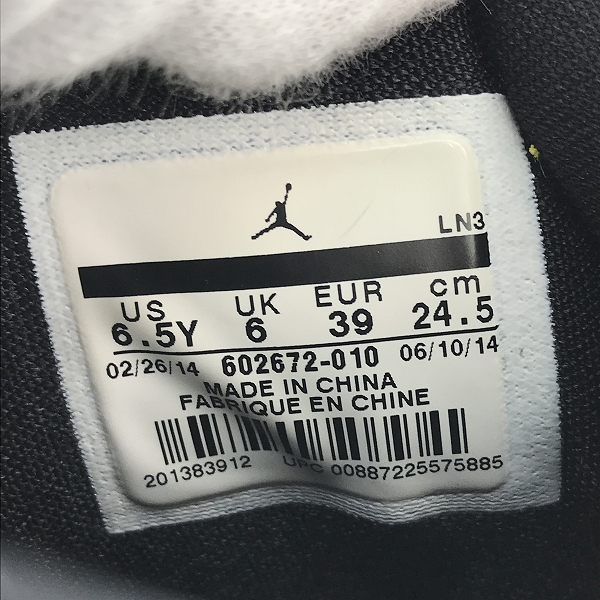 LN3
US UK EUR cm
6.5Y 6 39 24.5
02/26/14 602672-010 06/10/14
MADE IN CHINA
FABRIQUE EN CHINE
201383912 UPC 00887225575885